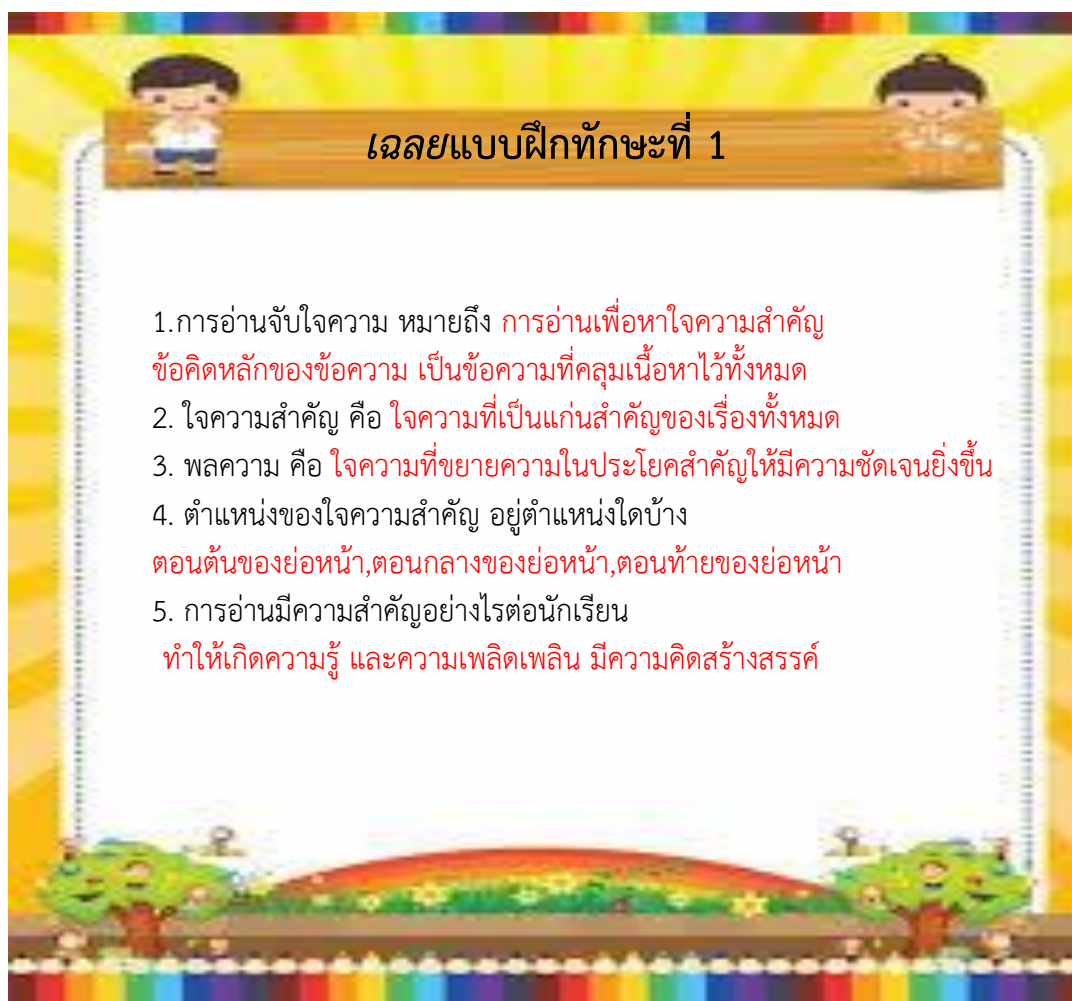 เฉลยแบบฝึกทักษะที่ 1
1.การอ่านจับใจความ หมายถึง การอ่านเพื่อหาใจความสำคัญ
ข้อคิดหลักของข้อความ เป็นข้อความที่คลุมเนื้อหาไว้ทั้งหมด
2. ใจความสำคัญ คือ ใจความที่เป็นแก่นสำคัญของเรื่องทั้งหมด
3. พลความ คือ ใจความที่ขยายความในประโยคสำคัญให้มีความชัดเจนยิ่งขึ้น
4. ตำแหน่งของใจความสำคัญ อยู่ตำแหน่งใดบ้าง
ตอนต้นของย่อหน้า,ตอนกลางของย่อหน้า,ตอนท้ายของย่อหน้า
5. การอ่านมีความสำคัญอย่างไรต่อนักเรียน
ทำให้เกิดความรู้ และความเพลิดเพลิน มีความคิดสร้างสรรค์